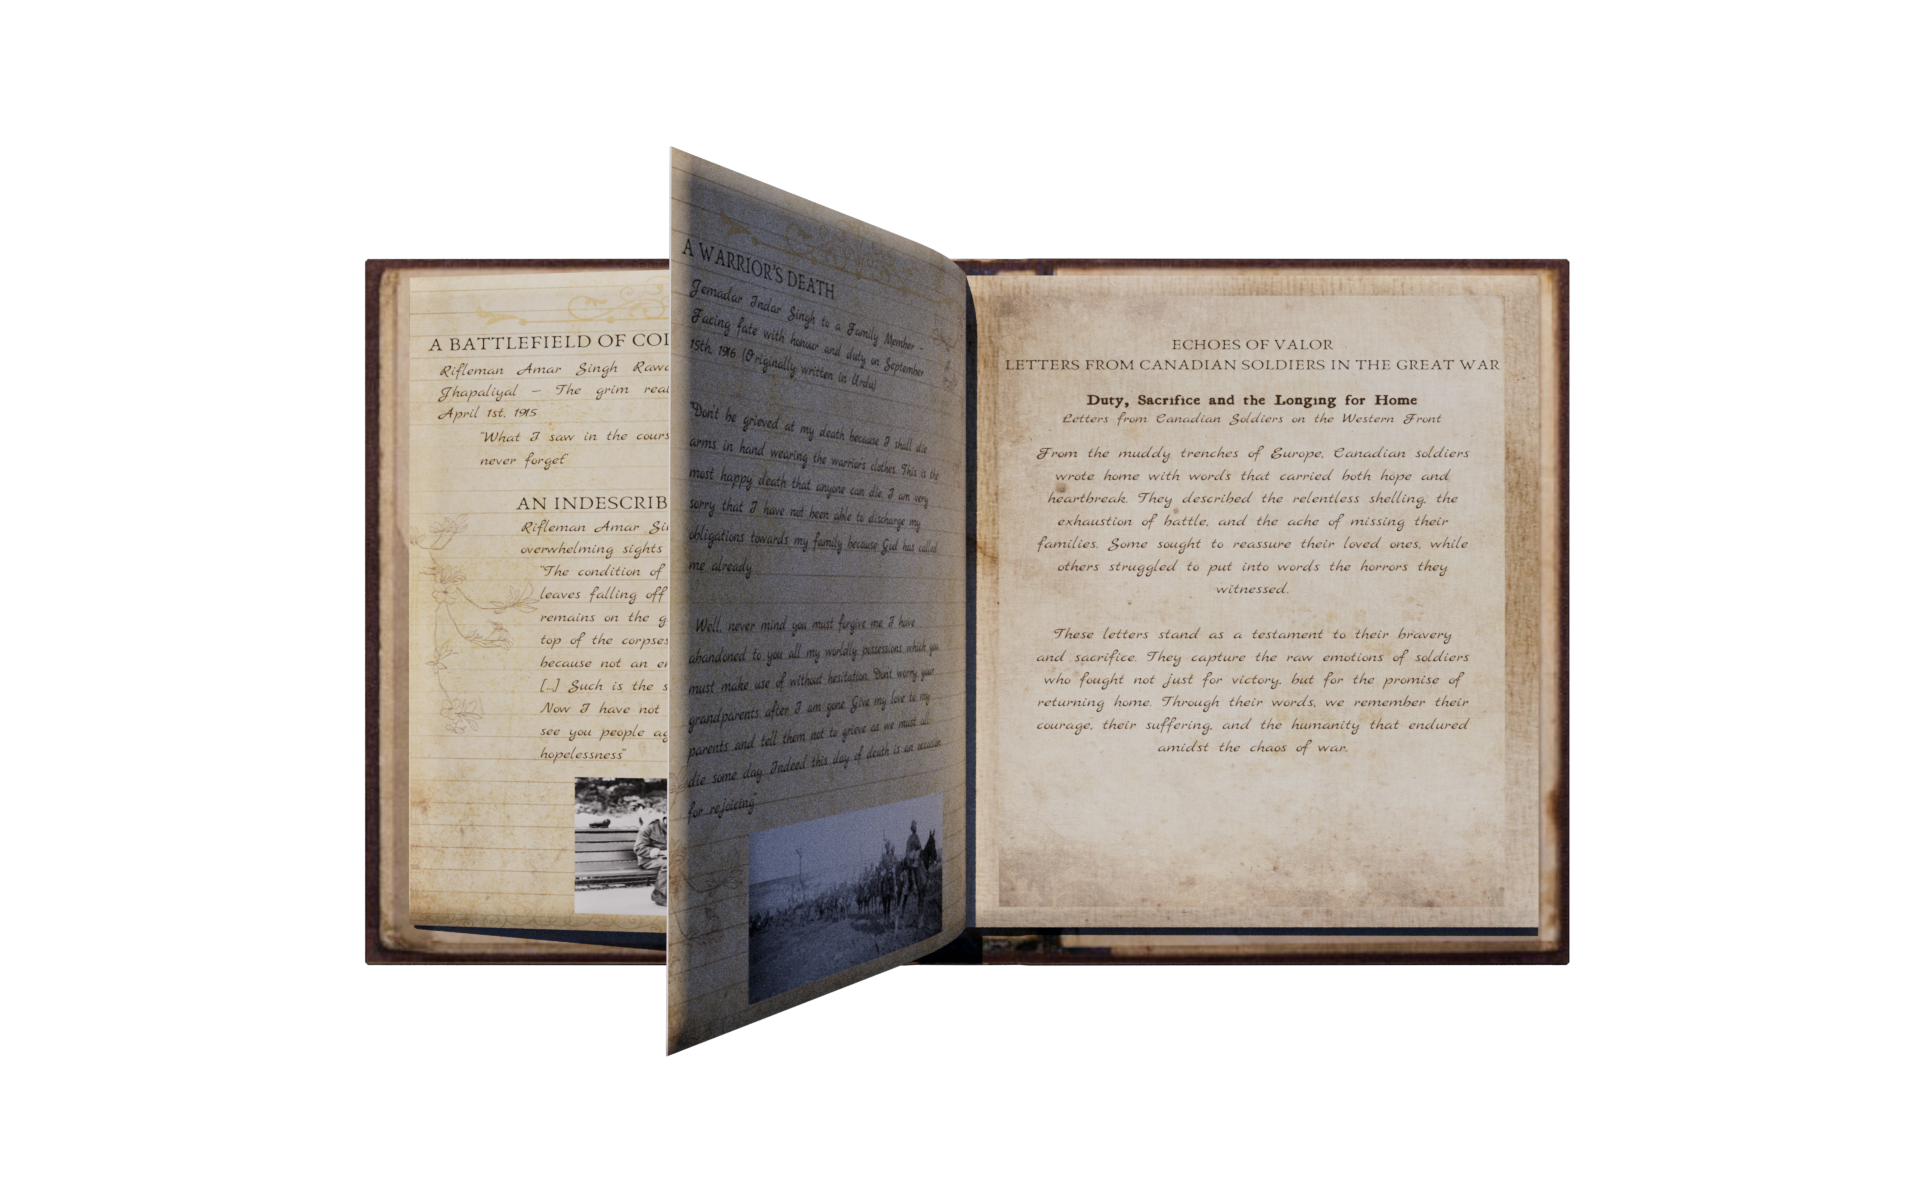 A BATTLEFIELD OF
Rifleman Amar Singh
Jhapaliyal – The grim
April 1st, 1915
"What I saw in the
never forget"
AN
Rifleman Amar
overwhelming sights
"The condition of
leaves falling off
remains on the
top of the corpses
because not an
[...] Such is the
Now I have not
see you people
hopelessness"
A WARRIOR'S DEATH
Jemadar Indar Singh to a Family Member –
Facing fate with honour and duty on September
15th, 1916 (Originally written in Urdu)
"Don't be grieved at my death because I shall die
arms in hand wearing the warrior's clothes. This is the
most happy death that anyone can die. I am very
sorry that I have not been able to discharge my
obligations towards my family because God has called
me already
Well, never mind you must forgive me. I have
abandoned to you all my worldly possessions which you
must make use of without hesitation. Don't worry your
grandparents after I am gone. Give my love to my
parents and tell them not to grieve as we must all
die some day. Indeed this day of death is an occasion
for rejoicing"
ECHOES OF VALOR
LETTERS FROM CANADIAN SOLDIERS IN THE GREAT WAR
Duty, Sacrifice and the Longing for Home
Letters from Canadian Soldiers on the Western Front
From the muddy trenches of Europe, Canadian soldiers
wrote home with words that carried both hope and
heartbreak. They described the relentless shelling, the
exhaustion of battle, and the ache of missing their
families. Some sought to reassure their loved ones, while
others struggled to put into words the horrors they
witnessed.
These letters stand as a testament to their bravery
and sacrifice. They capture the raw emotions of soldiers
who fought not just for victory, but for the promise of
returning home. Through their words, we remember their
courage, their suffering, and the humanity that endured
amidst the chaos of war.